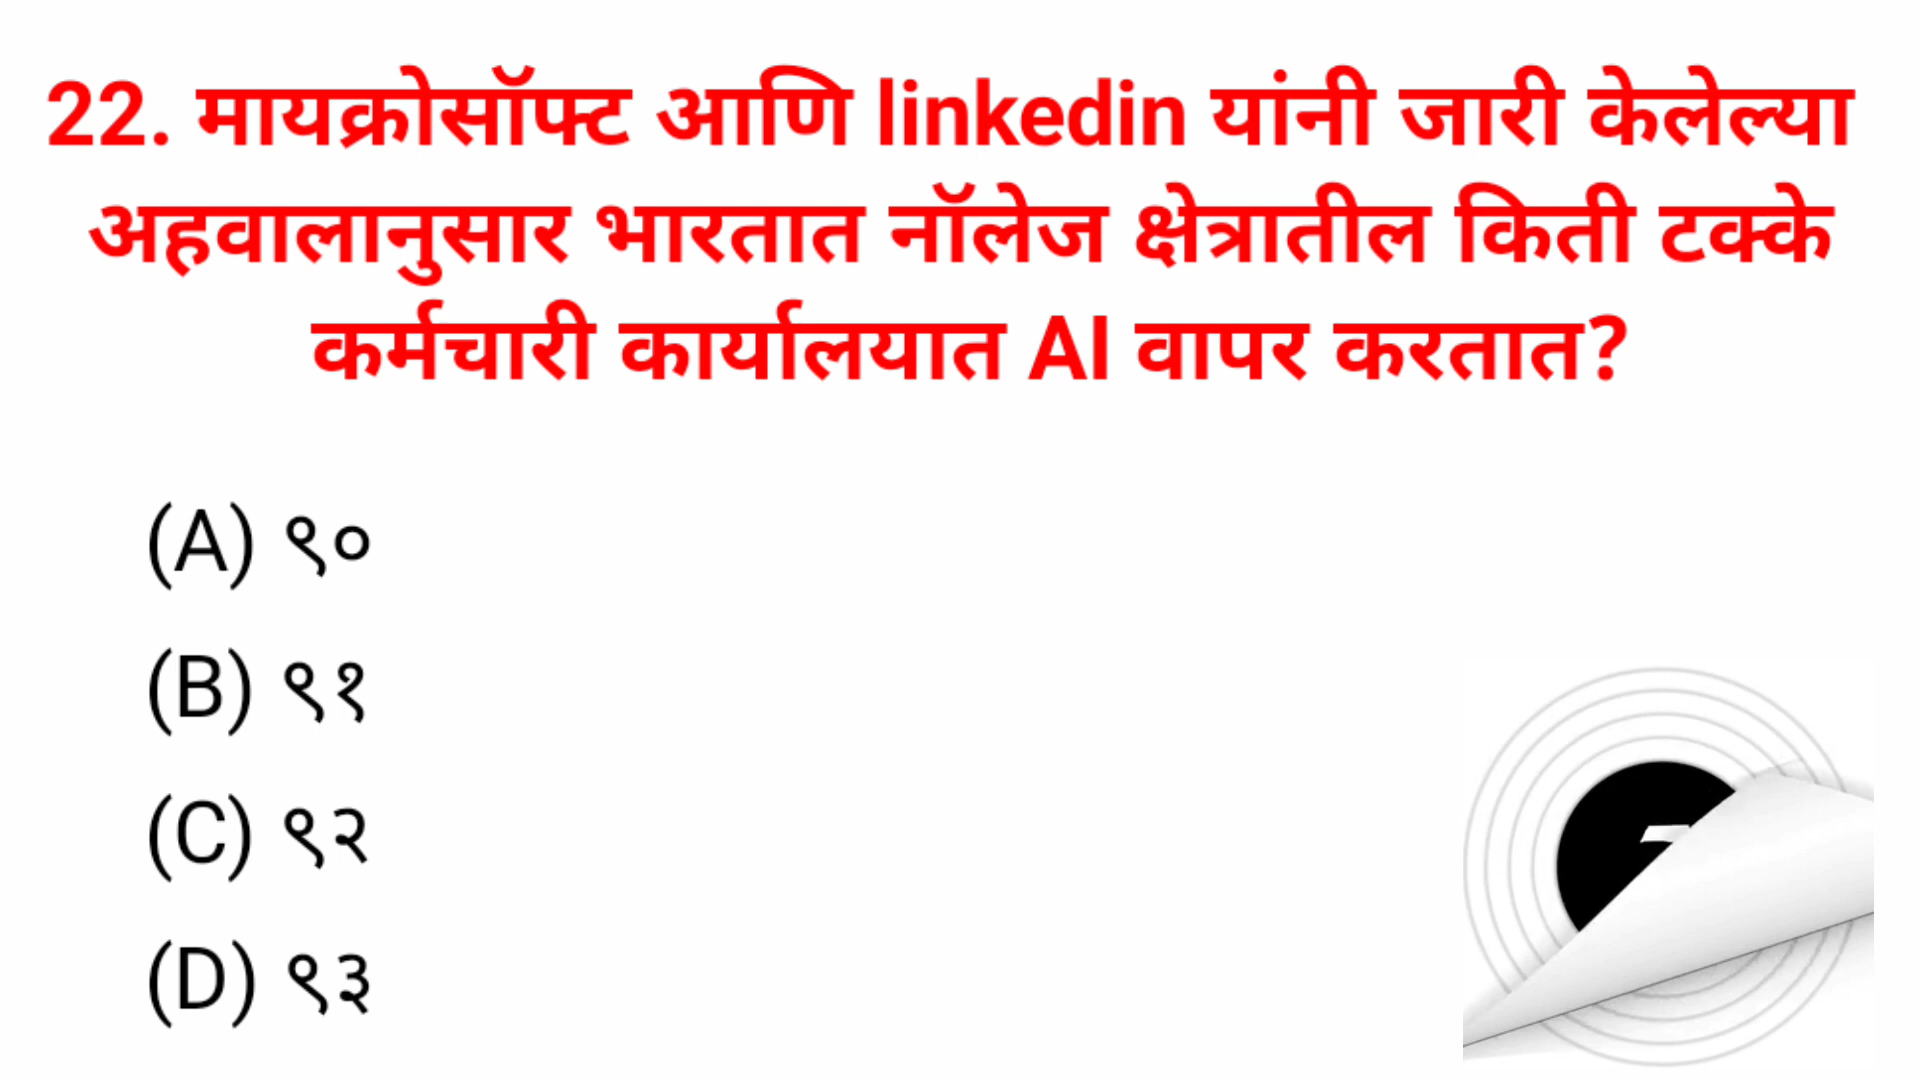 22. मायक्रोसॉफ्ट आणि linkedin यांनी जारी केलेल्या
अहवालानुसार भारतात नॉलेज क्षेत्रातील किती टक्के
कर्मचारी कार्यालयात AI वापर करतात?
(A) ९०
(B) ९१
(C) ९२
(D) ९३